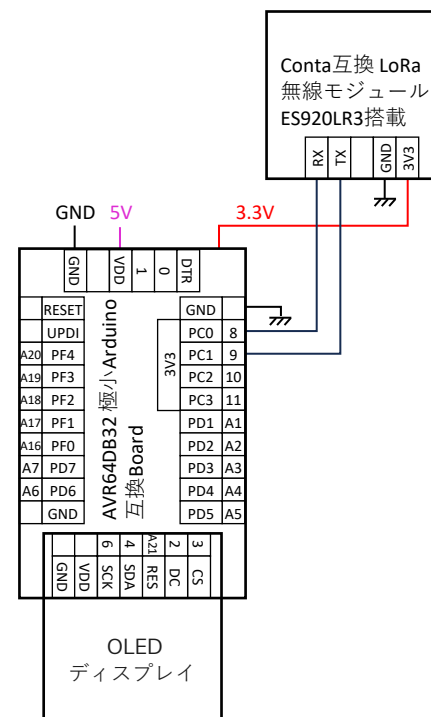 Conta互換 LoRa
無線モジュール
ES920LR3搭載
RX TX GND 3V3
GND 5V 3.3V
GND VDD 1 0 DTR
RESET
UPDI
A20 PF4
A19 PF3
A18 PF2
A17 PF1
A16 PF0
A7 PD7
A6 PD6
GND
AVR64DB32 極小Arduino
互換Board
3V3
GND
PC0 8
PC1 9
PC2 10
PC3 11
PD1 A1
PD2 A2
PD3 A3
PD4 A4
PD5 A5
6 4 A21 2 3
GND VDD SCK SDA RES DC CS
OLED
ディスプレイ